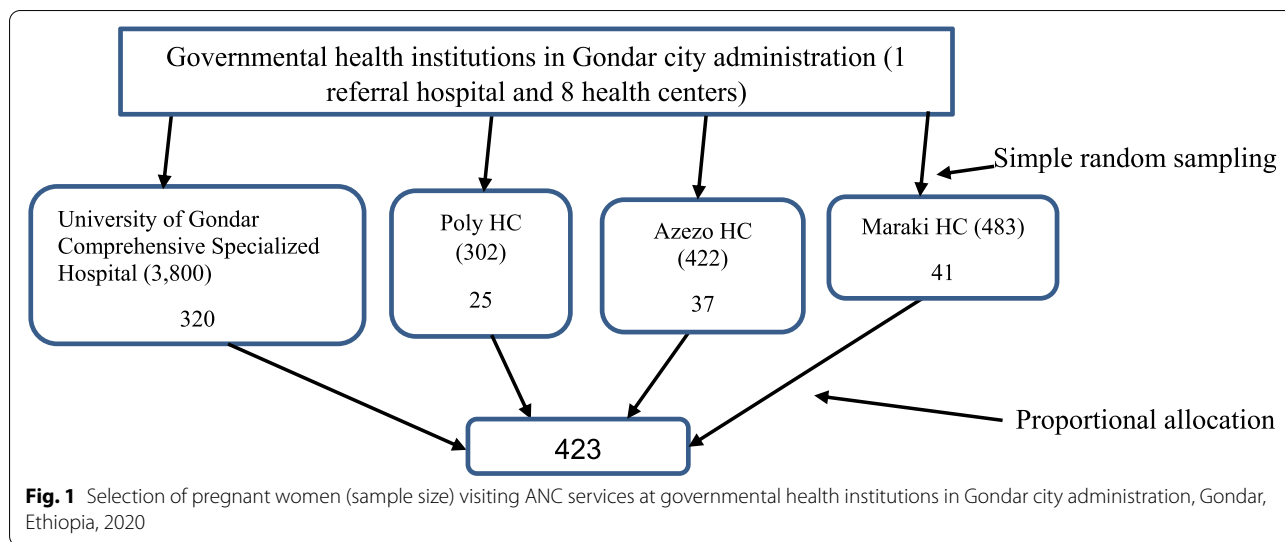 Governmental health institutions in Gondar city administration (1
referral hospital and 8 health centers)
Simple random sampling
University of Gondar
Comprehensive Specialized
Hospital (3,800)
320
Poly HC
(302)
25
Azezo HC
(422)
37
Maraki HC (483)
41
Proportional allocation
423
Fig. 1 Selection of pregnant women (sample size) visiting ANC services at governmental health institutions in Gondar city administration, Gondar,
Ethiopia, 2020